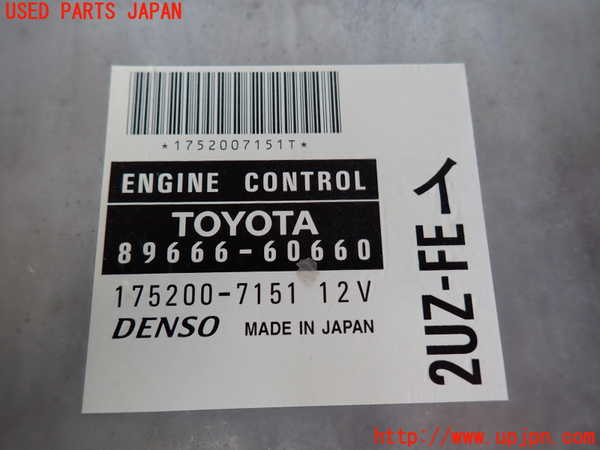 USED PARTS JAPAN
*1752007151T*
ENGINE CONTROL
TOYOTA
89666-60660
175200-7151 12V
DENSO MADE IN JAPAN
2UZ-FE イ
http://www.upjpn.com/